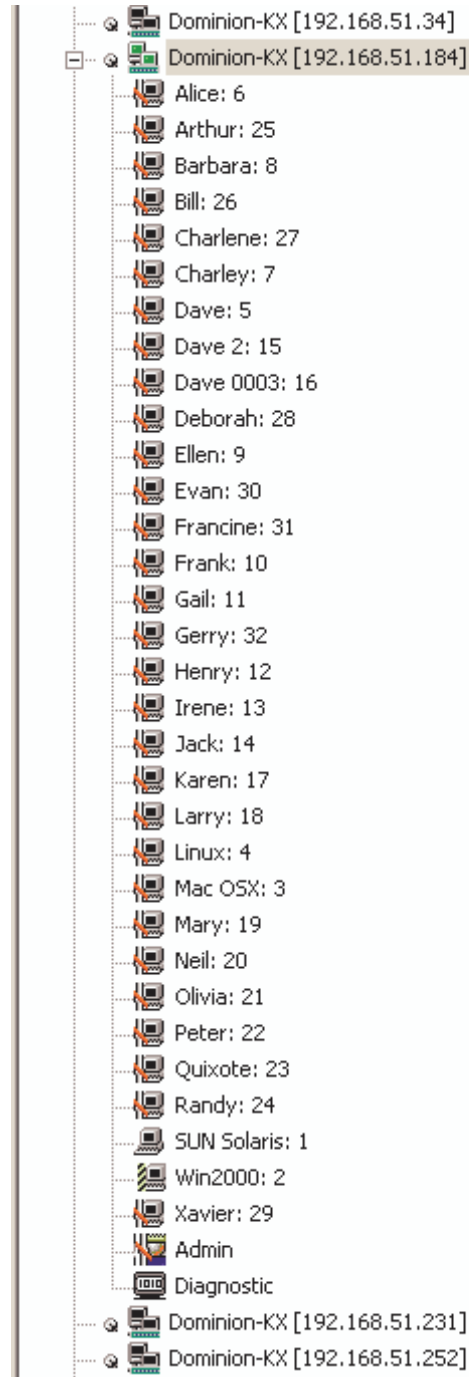 Dominion-KX [192.168.51.34]
Dominion-KX [192.168.51.184]
Alice: 6
Arthur: 25
Barbara: 8
Bill: 26
Charlene: 27
Charley: 7
Dave: 5
Dave 2: 15
Dave 0003: 16
Deborah: 28
Ellen: 9
Evan: 30
Francine: 31
Frank: 10
Gail: 11
Gerry: 32
Henry: 12
Irene: 13
Jack: 14
Karen: 17
Larry: 18
Linux: 4
Mac OSX: 3
Mary: 19
Neil: 20
Olivia: 21
Peter: 22
Quixote: 23
Randy: 24
SUN Solaris: 1
Win2000: 2
Xavier: 29
Admin
Diagnostic
Dominion-KX [192.168.51.231]
Dominion-KX [192.168.51.252]